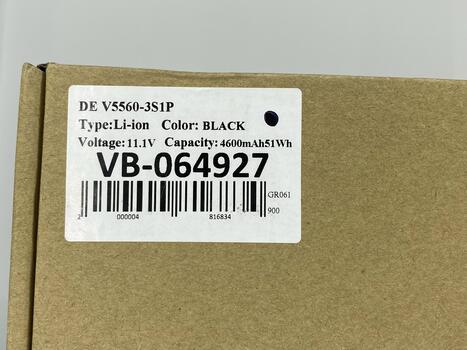 DE V5560-3S1P
Type:Li-ion Color: BLACK
Voltage: 11.1V Capacity: 4600mAh51Wh
VB-064927
GR061
000004 816834
900